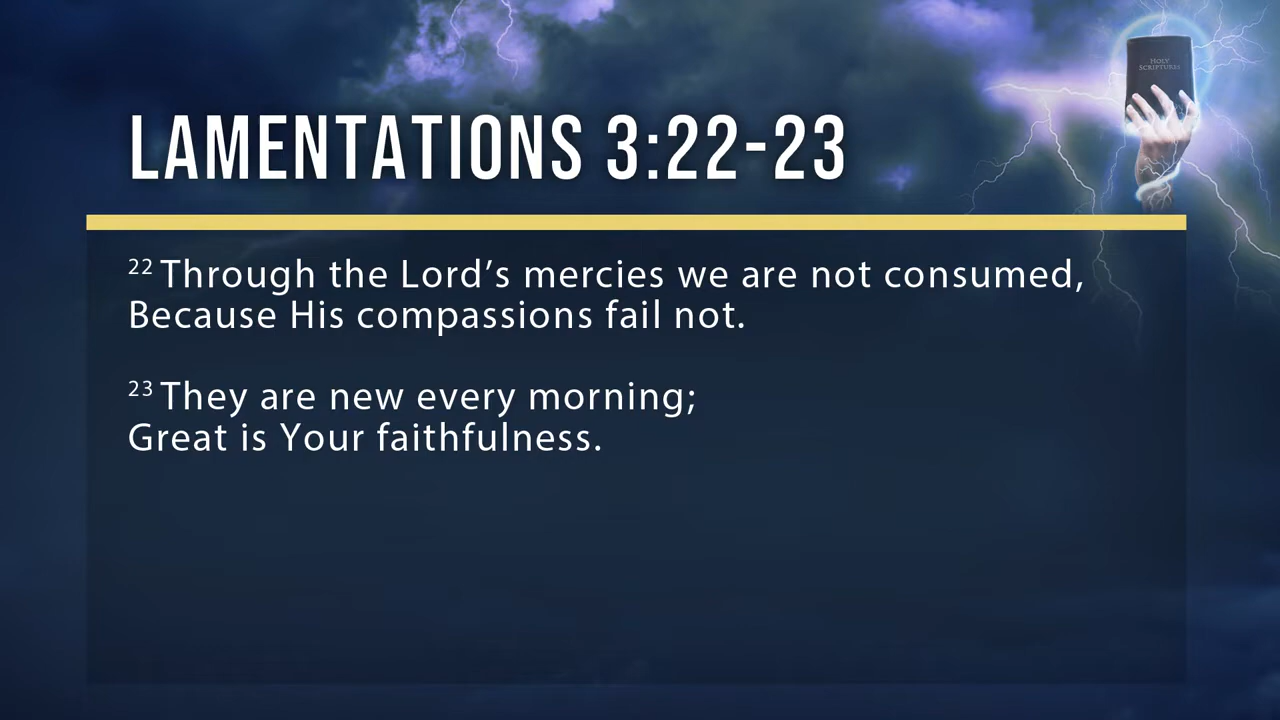 HOLY
SCRIPTURES
LAMENTATIONS 3:22-23
22 Through the Lord’s mercies we are not consumed,
Because His compassions fail not.
23 They are new every morning;
Great is Your faithfulness.